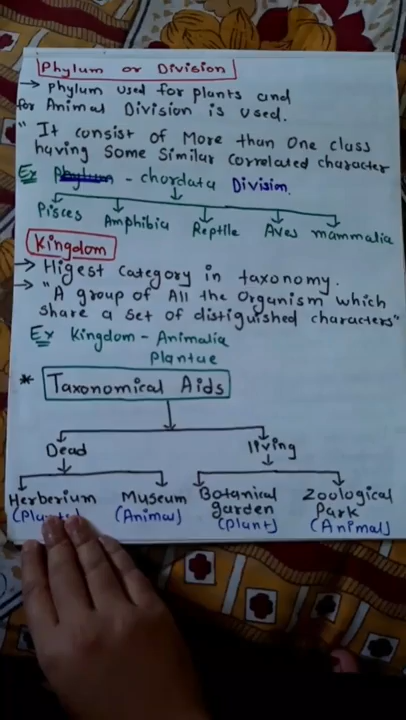 Phylum or Division
→ Phylum used for plants and
for Animal Division is used.
" It consist of More than One class
having Some Similar Correlated character
Ex Phylum - chordata Division.
Pisces Amphibia Reptile Aves mammalia
Kingdom
→ Higest Category in taxonomy.
→ "A group of All the Organism which
share a set of distiguished characters"
Ex Kingdom - Animalia
Plantae
* Taxonomical Aids
Dead living
Herberium Museum Botanical Zoological
garden Park
(Plants) (Animal) (Plant) (Animal)